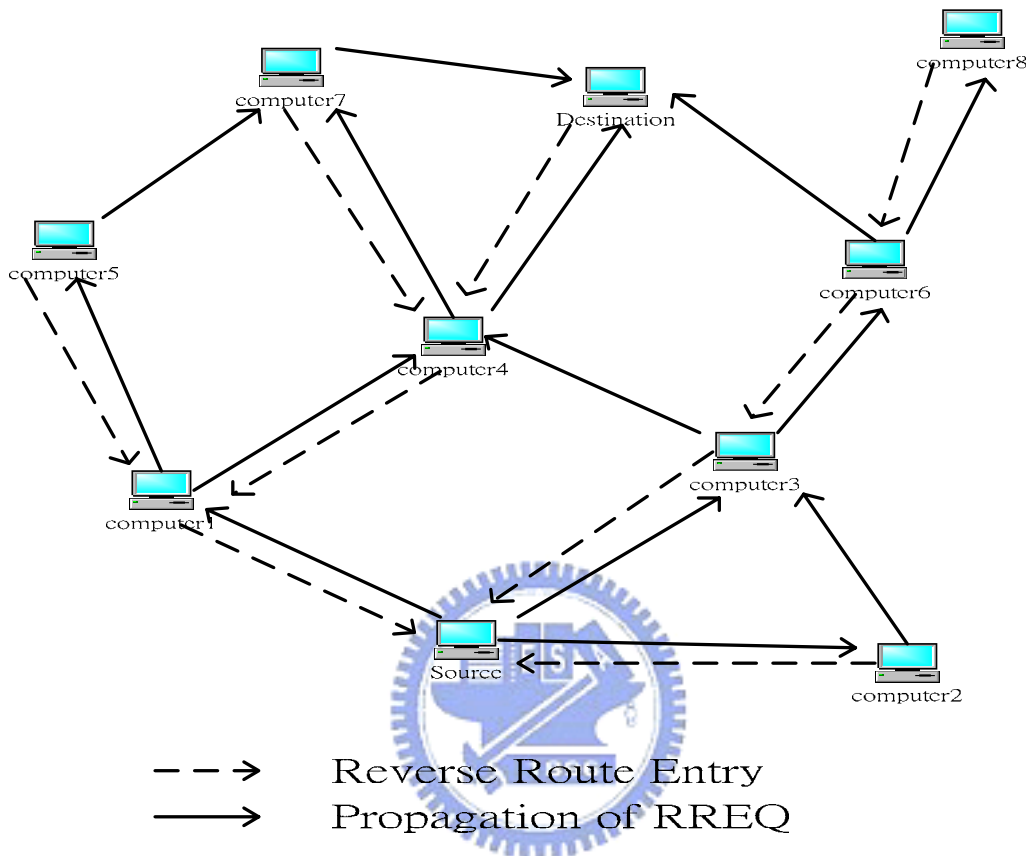 computer8
computer7
Destination
computer5
computer6
computer4
computer3
computer1
Source
computer2
Reverse Route Entry
Propagation of RREQ